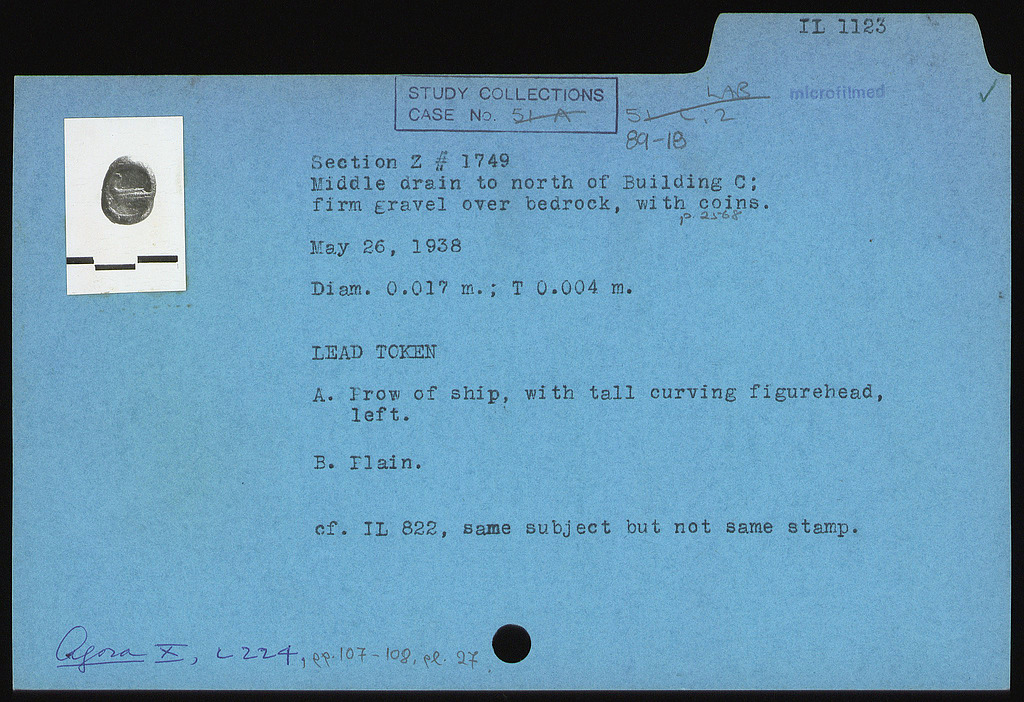 IL 1123
STUDY COLLECTIONS
CASE No. 51-A
LAB
microfilmed
51-C.2
89-18
Section Z # 1749
Middle drain to north of Building C;
firm gravel over bedrock, with coins.
p. 2568
May 26, 1938
Diam. 0.017 m.; T 0.004 m.
LEAD TOKEN
A. Prow of ship, with tall curving figurehead,
left.
B. Plain.
cf. IL 822, same subject but not same stamp.
Agora X, L224, pp. 107-108, pl. 27